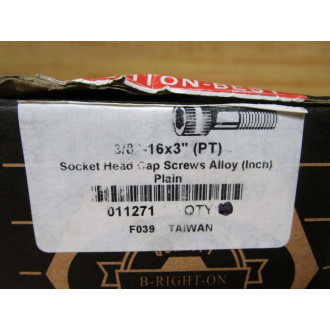 3/8"-16x3" (PT)
Socket Head Cap Screws Alloy (Inch)
Plain
011271 QTY
F039 TAIWAN
B-RIGHT-ON